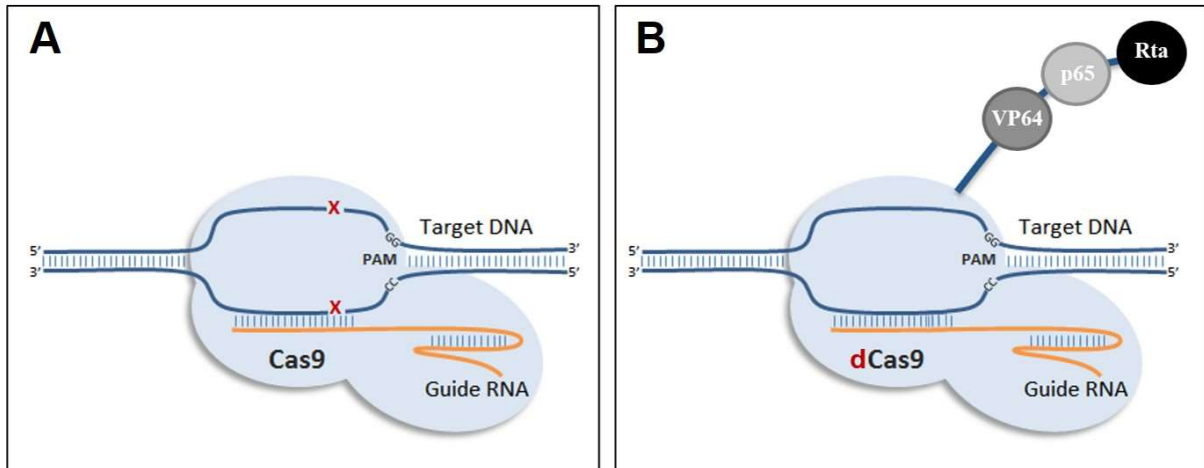 A
5’
3’
X
X
GG
CC
PAM
Target DNA
3’
5’
Cas9
Guide RNA
B
Rta
p65
VP64
5’
3’
GG
CC
PAM
Target DNA
3’
5’
dCas9
Guide RNA